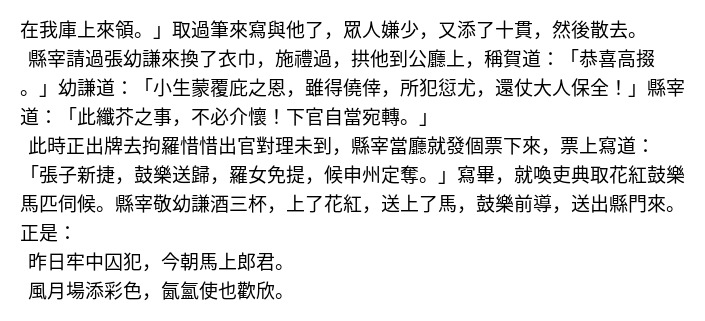 在我庫上來領。」取過筆來寫與他了，眾人嫌少，又添了十貫，然後散去。
縣宰請過張幼謙來換了衣巾，施禮過，拱他到公廳上，稱賀道：「恭喜高掇
。」幼謙道：「小生蒙覆庇之恩，雖得僥倖，所犯愆尤，還仗大人保全！」縣宰
道：「此纖芥之事，不必介懷！下官自當宛轉。」
此時正出牌去拘羅惜惜出官對理未到，縣宰當廳就發個票下來，票上寫道：
「張子新捷，鼓樂送歸，羅女免提，候申州定奪。」寫畢，就喚吏典取花紅鼓樂
馬匹伺候。縣宰敬幼謙酒三杯，上了花紅，送上了馬，鼓樂前導，送出縣門來。
正是：
昨日牢中囚犯，今朝馬上郎君。
風月場添彩色，氤氳使也歡欣。